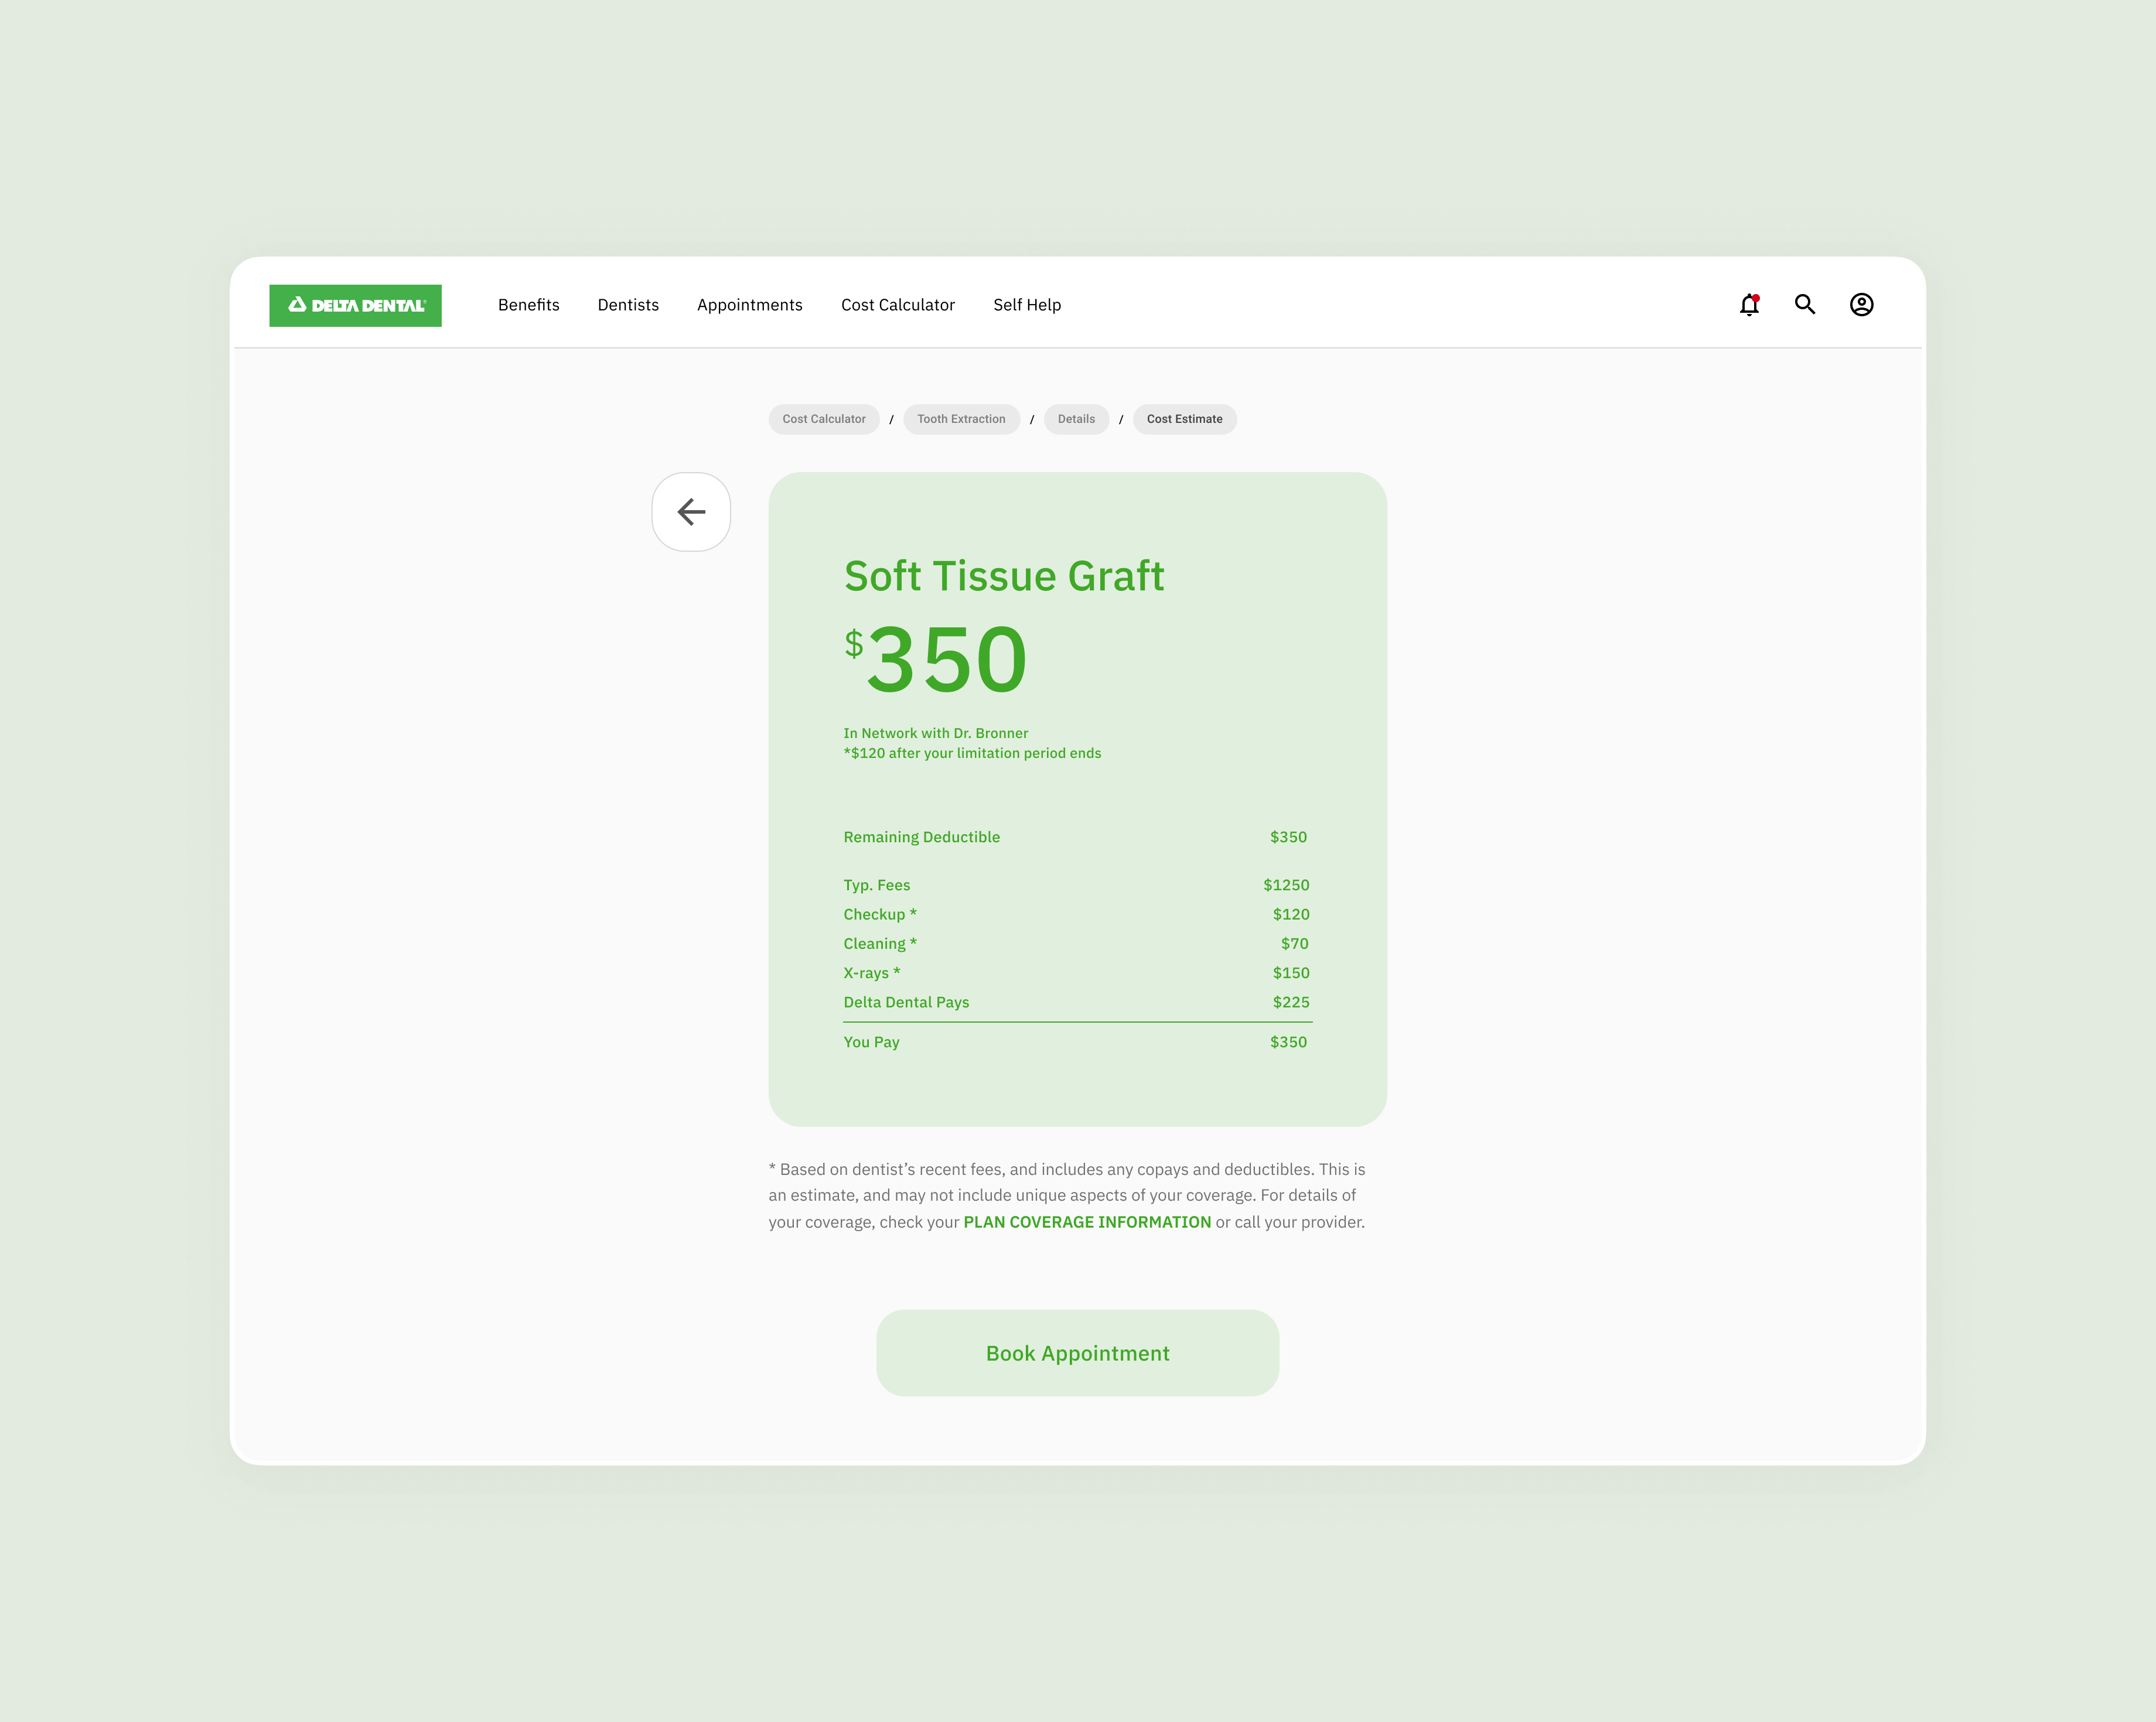 DELTA DENTAL
Benefits
Dentists
Appointments
Cost Calculator
Self Help
Cost Calculator / Tooth Extraction / Details / Cost Estimate
Soft Tissue Graft
$350
In Network with Dr. Bronner
*$120 after your limitation period ends
Remaining Deductible $350
Typ. Fees $1250
Checkup * $120
Cleaning * $70
X-rays * $150
Delta Dental Pays $225
You Pay $350
* Based on dentist’s recent fees, and includes any copays and deductibles. This is
an estimate, and may not include unique aspects of your coverage. For details of
your coverage, check your PLAN COVERAGE INFORMATION or call your provider.
Book Appointment